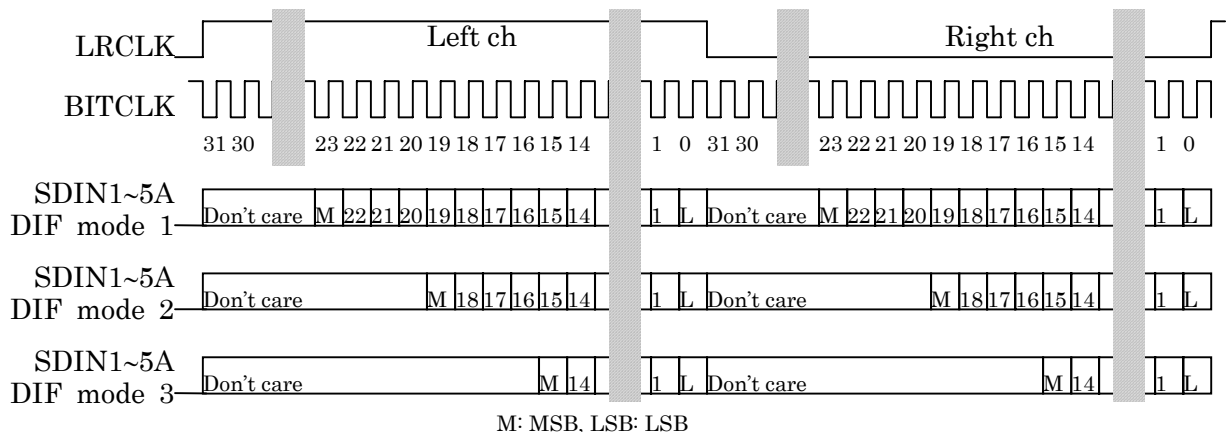 LRCLK Left ch Right ch
BITCLK
31 30 23 22 21 20 19 18 17 16 15 14 1 0 31 30 23 22 21 20 19 18 17 16 15 14 1 0
SDIN1~5A
DIF mode 1 Don't care M 22 21 20 19 18 17 16 15 14 1 L Don't care M 22 21 20 19 18 17 16 15 14 1 L
SDIN1~5A
DIF mode 2 Don't care M 18 17 16 15 14 1 L Don't care M 18 17 16 15 14 1 L
SDIN1~5A
DIF mode 3 Don't care M 14 1 L Don't care M 14 1 L
M: MSB, LSB: LSB